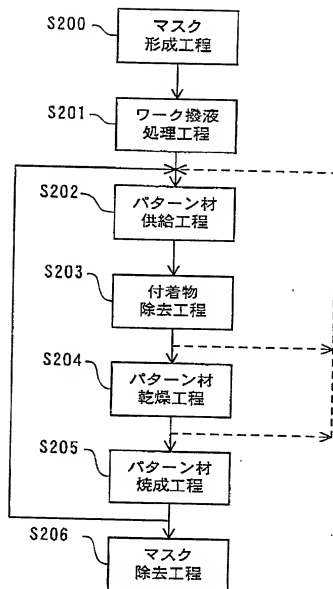 S200
マスク
形成工程
S201
ワーク撥液
処理工程
S202
パターン材
供給工程
S203
付着物
除去工程
S204
パターン材
乾燥工程
S205
パターン材
焼成工程
S206
マスク
除去工程